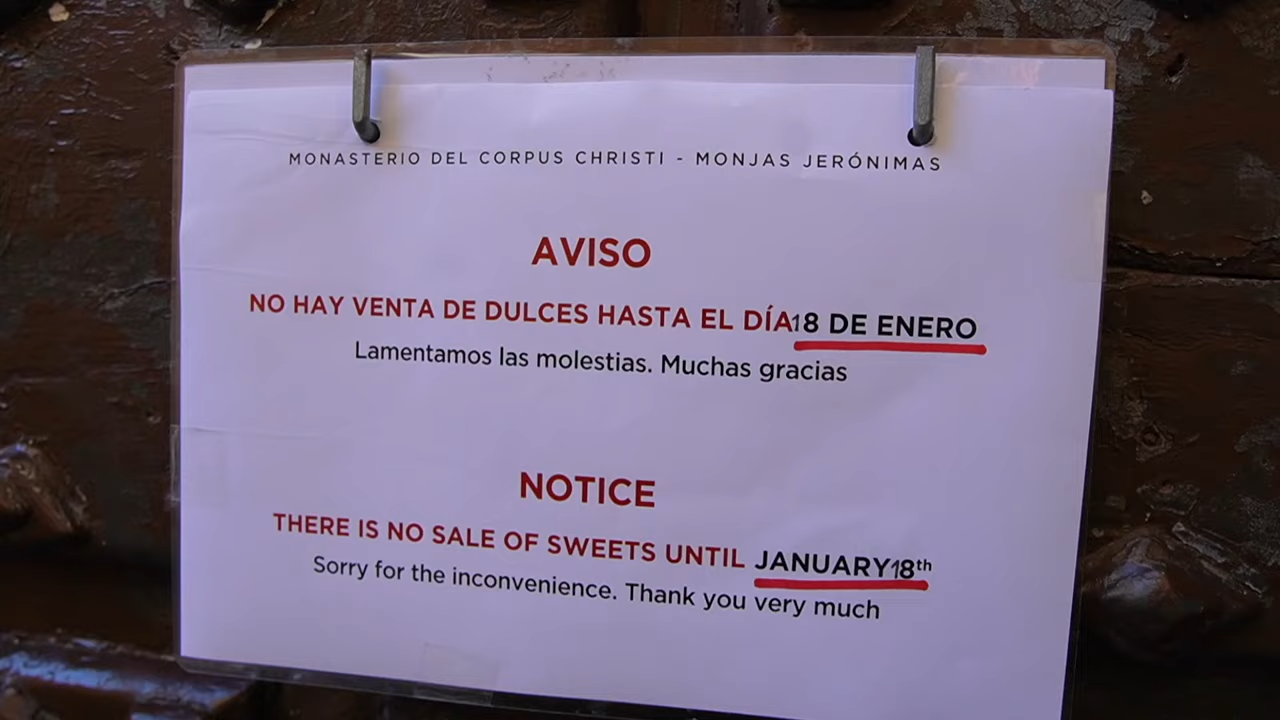 MONASTERIO DEL CORPUS CHRISTI - MONJAS JERÓNIMAS
AVISO
NO HAY VENTA DE DULCES HASTA EL DÍA18 DE ENERO
Lamentamos las molestias. Muchas gracias
NOTICE
THERE IS NO SALE OF SWEETS UNTIL JANUARY18th
Sorry for the inconvenience. Thank you very much